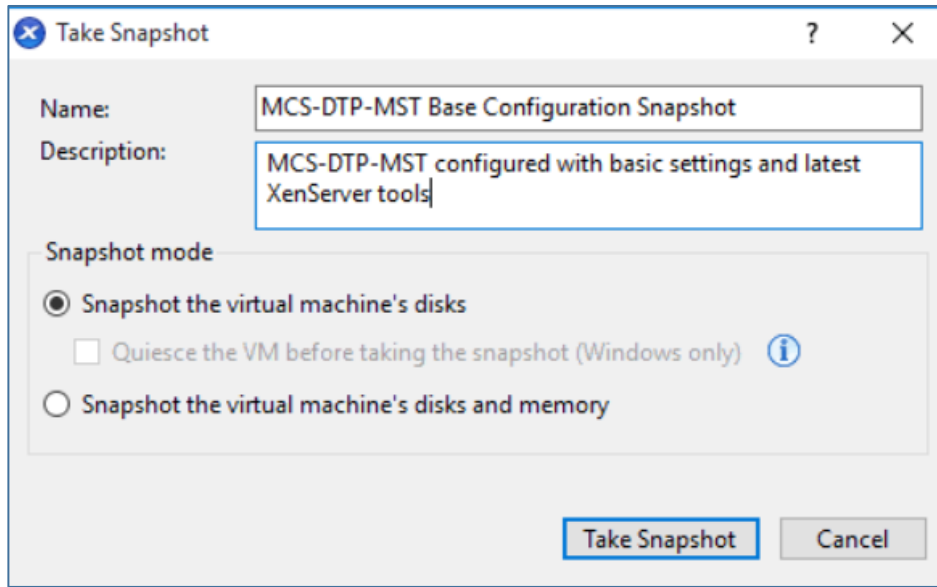 Take Snapshot
?
Name:
MCS-DTP-MST Base Configuration Snapshot
Description:
MCS-DTP-MST configured with basic settings and latest
XenServer tools
Snapshot mode
Snapshot the virtual machine's disks
Quiesce the VM before taking the snapshot (Windows only)
Snapshot the virtual machine's disks and memory
Take Snapshot
Cancel